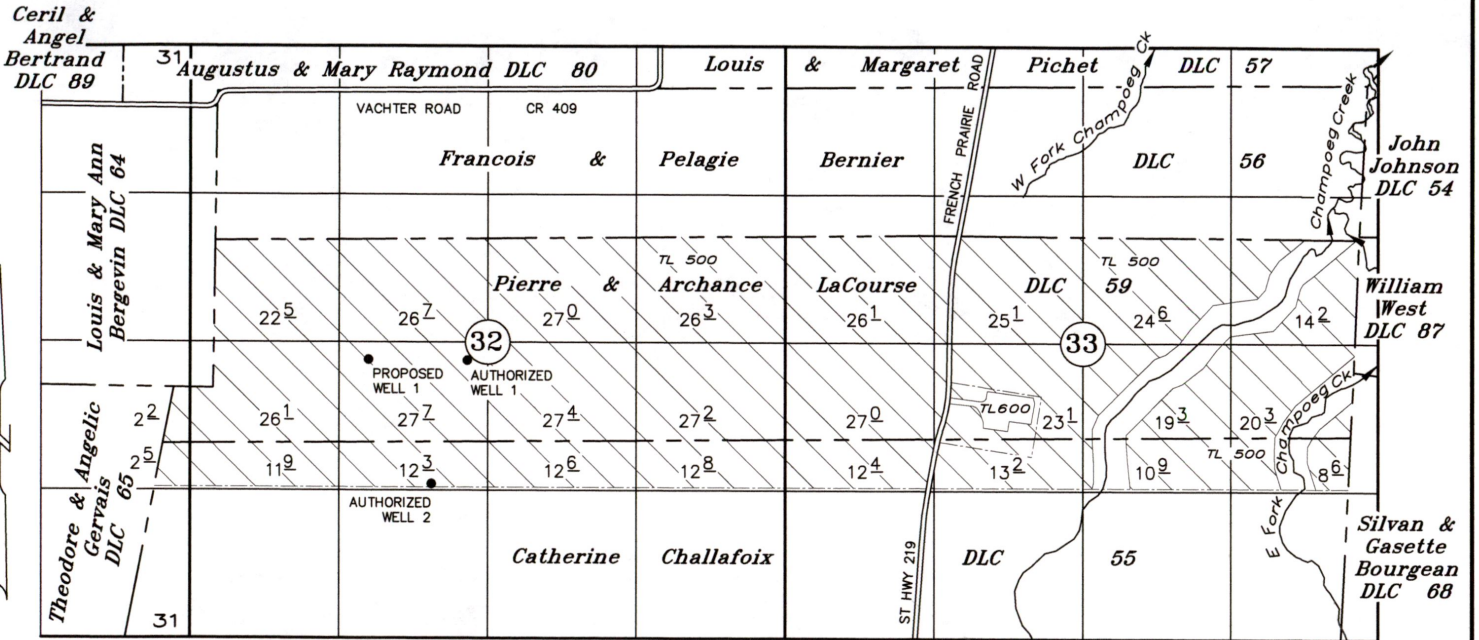 Ceril &
Angel
Bertrand
DLC 89
31
Augustus & Mary Raymond DLC 80
Louis & Margaret Pichet DLC 57
VACHTER ROAD CR 409
FRENCH PRAIRIE ROAD
W Fork Champoeg Ck
Champoeg Creek
Francois & Pelagie Bernier DLC 56
John
Johnson
DLC 54
Louis & Mary Ann
Bergevin DLC 64
TL 500
TL 500
Pierre & Archance LaCourse DLC 59
William
West
DLC 87
22 5 26 7 27 0 26 3 26 1 25 1 24 6 14 2
32
33
PROPOSED
WELL 1
AUTHORIZED
WELL 1
TL600
2 2 26 1 27 7 27 4 27 2 27 0 23 1 19 3 20 3
E Fork Champoeg Ck
TL 500
2 5 11 9 12 3 12 6 12 8 12 4 13 2 10 9 8 6
AUTHORIZED
WELL 2
Theodore & Angelic
Gervais
DLC 65
Catherine Challafoix DLC 55
ST HWY 219
Silvan &
Gasette
Bourgean
DLC 68
31